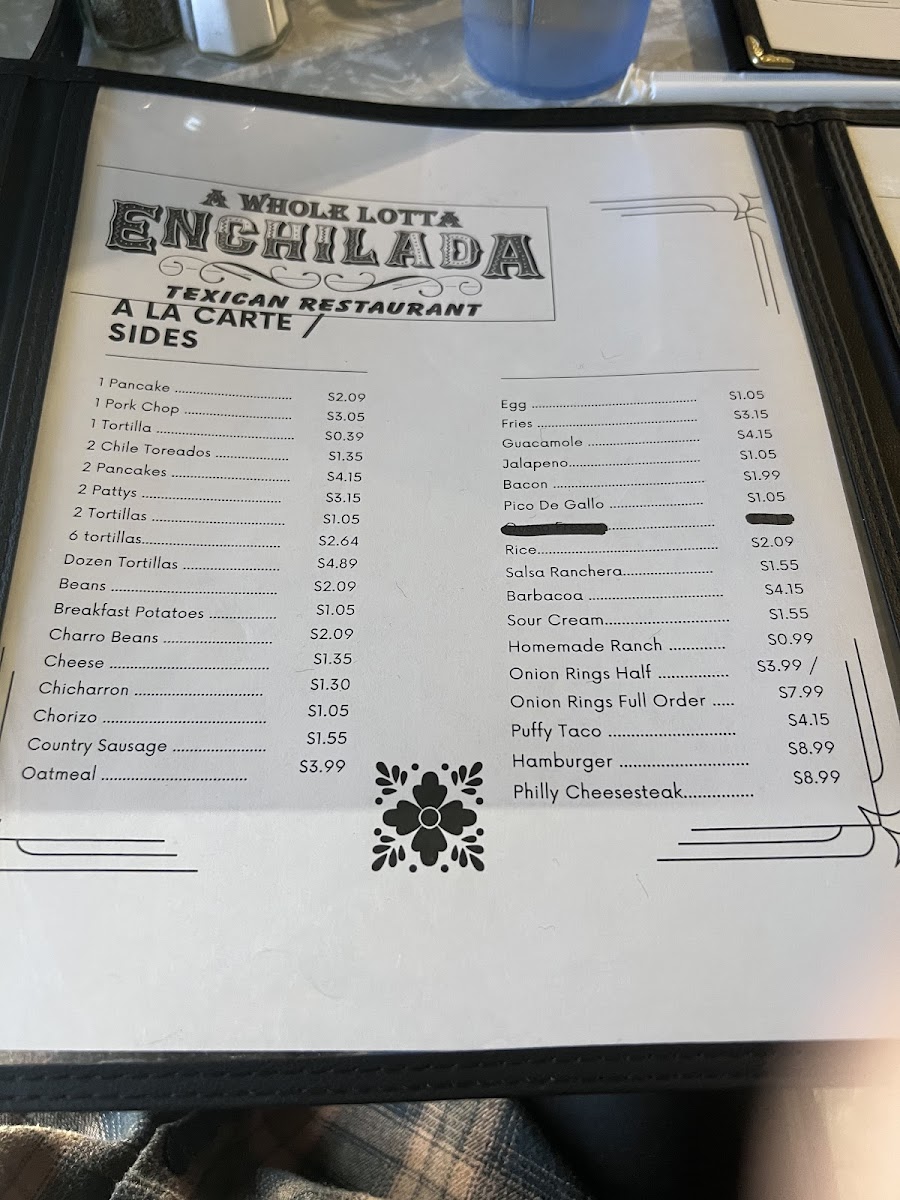 A WHOLE LOTTA
ENCHILADA
TEXICAN RESTAURANT
A LA CARTE /
SIDES
1 Pancake ............ $2.09
1 Pork Chop ............ $3.05
1 Tortilla ............ $0.39
2 Chile Toreados ............ $1.35
2 Pancakes ............ $4.15
2 Pattys ............ $3.15
2 Tortillas ............ $1.05
6 tortillas............ $2.64
Dozen Tortillas ............ $4.89
Beans ............ $2.09
Breakfast Potatoes ............ $1.05
Charro Beans ............ $2.09
Cheese ............ $1.35
Chicharron ............ $1.30
Chorizo ............ $1.05
Country Sausage ............ $1.55
Oatmeal ............ $3.99
Egg ............ $1.05
Fries ............ $3.15
Guacamole ............ $4.15
Jalapeno............ $1.05
Bacon ............ $1.99
Pico De Gallo ............ $1.05
Rice............ $2.09
Salsa Ranchera............ $1.55
Barbacoa ............ $4.15
Sour Cream............ $1.55
Homemade Ranch ............ $0.99
Onion Rings Half ............ $3.99 /
Onion Rings Full Order ..... $7.99
Puffy Taco ............ $4.15
Hamburger ............ $8.99
Philly Cheesesteak............ $8.99